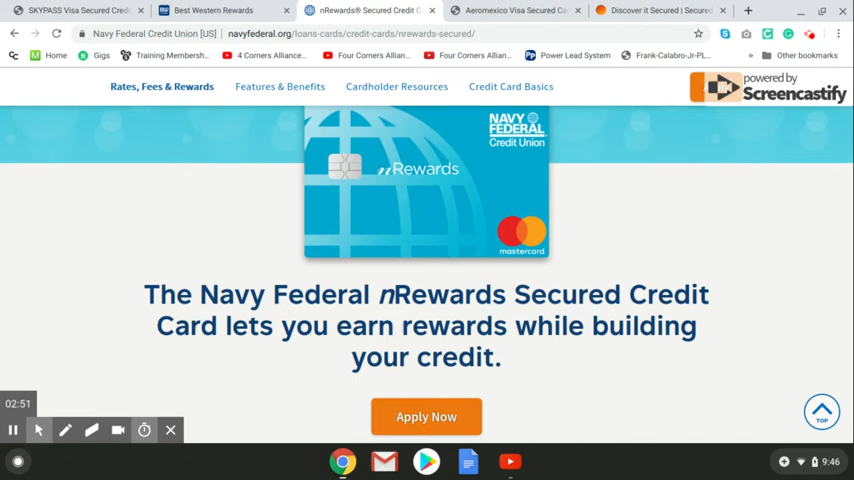 SKYPASS Visa Secured Credi
Best Western Rewards
nRewards® Secured Credit C
Aeromexico Visa Secured Car
Discover it Secured | Secured
Navy Federal Credit Union [US] | navyfederal.org/loans-cards/credit-cards/nrewards-secured/
Home
Gigs
Training Membersh...
4 Corners Alliance...
Four Corners Allian...
Four Corners Allian...
Power Lead System
Frank-Calabro-Jr-PL...
» Other bookmarks
Rates, Fees & Rewards
Features & Benefits
Cardholder Resources
Credit Card Basics
powered by
Screencastify
NAVY
FEDERAL
Credit Union
nRewards
mastercard
The Navy Federal nRewards Secured Credit
Card lets you earn rewards while building
your credit.
Apply Now
TOP
02:51
9:46